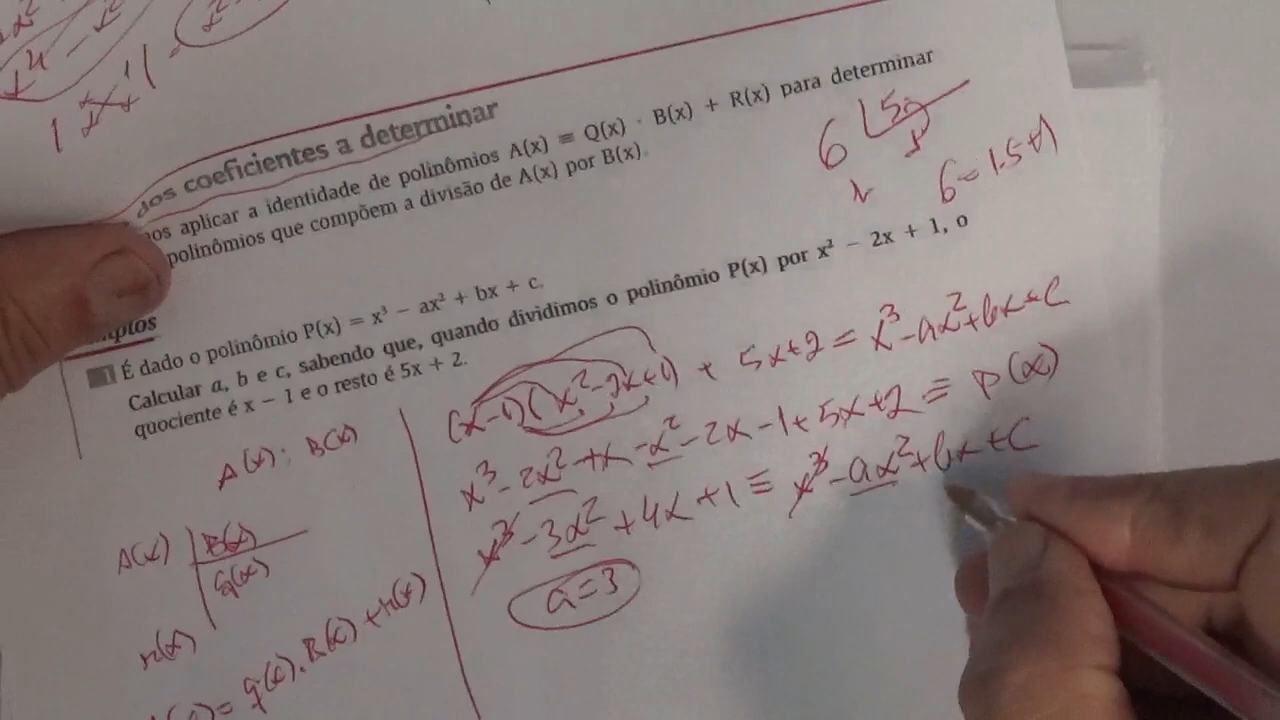 dos coeficientes a determinar
aplicar a identidade de polinômios A(x) ≡ Q(x) · B(x) + R(x) para determinar
polinômios que compõem a divisão de A(x) por B(x).
6 5
6 = 1.5+1
1 É dado o polinômio P(x) = x³ − ax² + bx + c.
Calcular a, b e c, sabendo que, quando dividimos o polinômio P(x) por x² − 2x + 1, o
quociente é x − 1 e o resto é 5x + 2.
(x-1)(x²-2x+1) + 5x+2 = x³-ax²+bx+c
x³-2x²+x-x²-2x-1+5x+2 ≡ P(x)
x³-3x²+4x+1 ≡ x³-ax²+bx+c
a=3
A(x) : B(x)
A(x) B(x)
q(x)
r(x)
= q(x).B(x)+r(x)